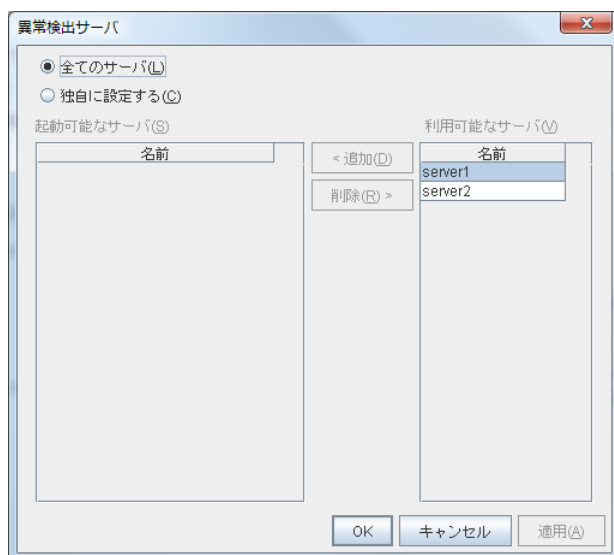 異常検出サーバ
全てのサーバ(L)
独自に設定する(C)
起動可能なサーバ(S)
利用可能なサーバ(V)
名前
< 追加(D)
削除(R) >
名前
server1
server2
OK
キャンセル
適用(A)